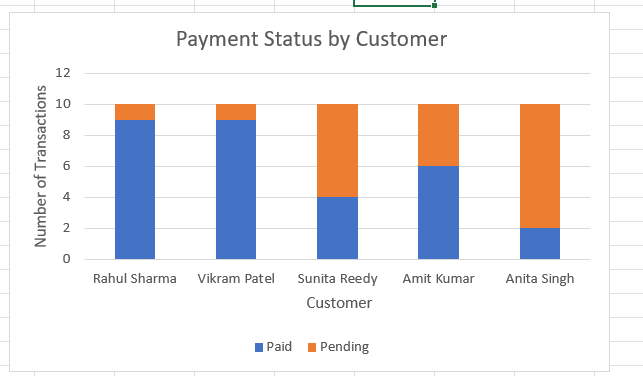 Payment Status by Customer
Number of Transactions
12
10
8
6
4
2
0
Rahul Sharma Vikram Patel Sunita Reedy Amit Kumar Anita Singh
Customer
Paid Pending